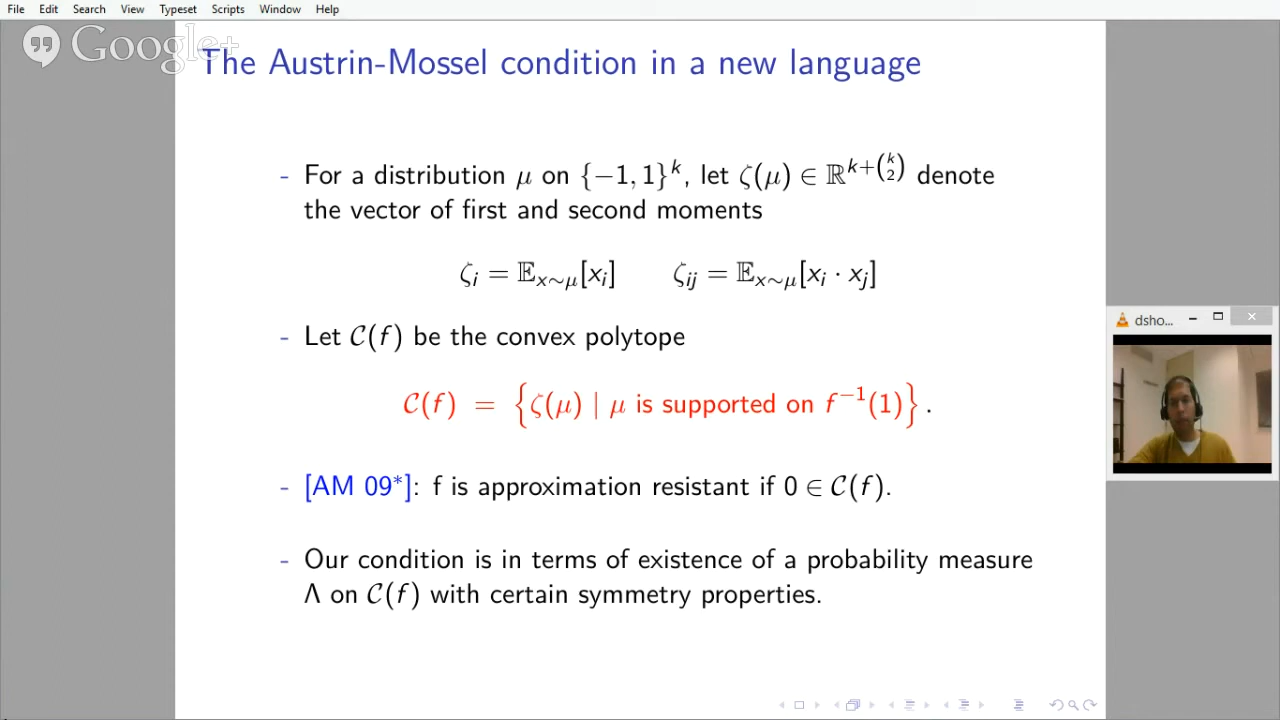 File Edit Search View Typeset Scripts Window Help
Google+
The Austrin-Mossel condition in a new language
- For a distribution μ on {−1, 1}^k, let ζ(μ) ∈ ℝ^{k+\binom{k}{2}} denote
the vector of first and second moments
ζ_i = 𝔼_{x∼μ}[x_i] ζ_{ij} = 𝔼_{x∼μ}[x_i · x_j]
- Let 𝒞(f) be the convex polytope
𝒞(f) = {ζ(μ) | μ is supported on f^{−1}(1)} .
- [AM 09*]: f is approximation resistant if 0 ∈ 𝒞(f).
- Our condition is in terms of existence of a probability measure
Λ on 𝒞(f) with certain symmetry properties.
dsho...